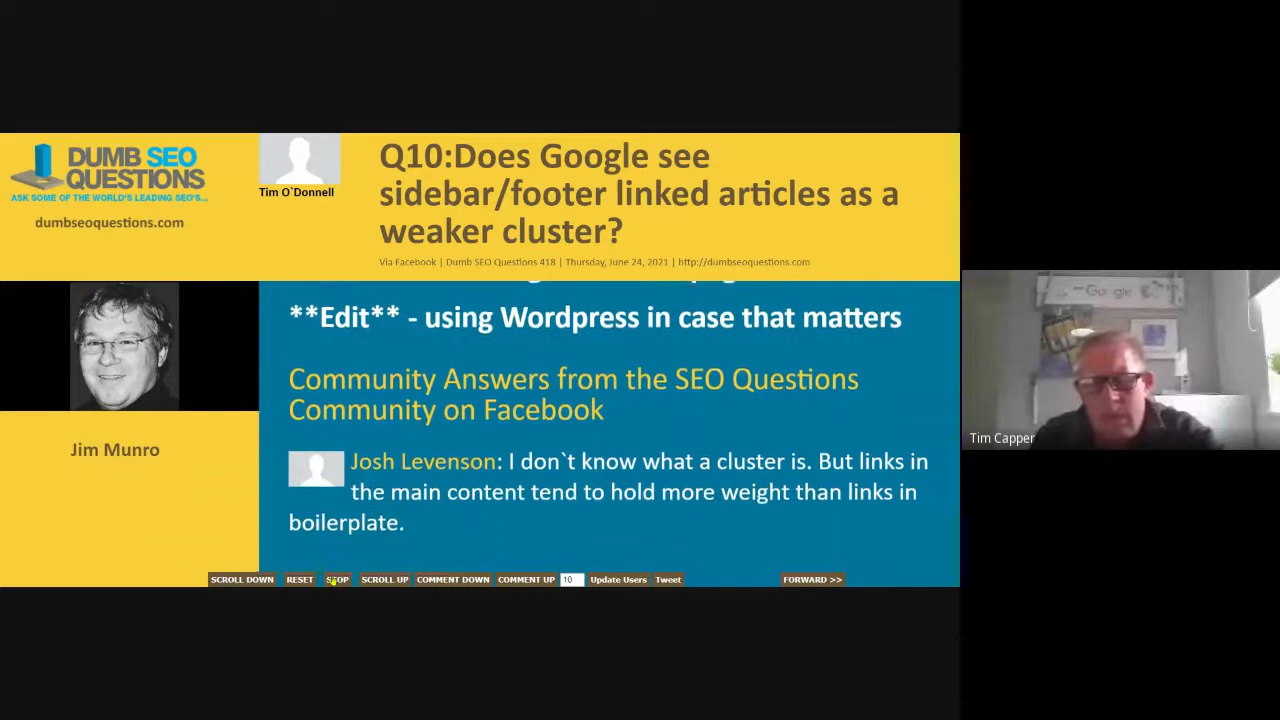 DUMB SEO
QUESTIONS
ASK SOME OF THE WORLD'S LEADING SEO'S...
dumbseoquestions.com
Tim O`Donnell
Q10:Does Google see
sidebar/footer linked articles as a
weaker cluster?
Via Facebook | Dumb SEO Questions 418 | Thursday, June 24, 2021 | http://dumbseoquestions.com
Jim Munro
**Edit** - using Wordpress in case that matters
Community Answers from the SEO Questions
Community on Facebook
Josh Levenson: I don`t know what a cluster is. But links in
the main content tend to hold more weight than links in
boilerplate.
SCROLL DOWN RESET STOP SCROLL UP COMMENT DOWN COMMENT UP 10 Update Users Tweet FORWARD >>
Google
Tim Capper